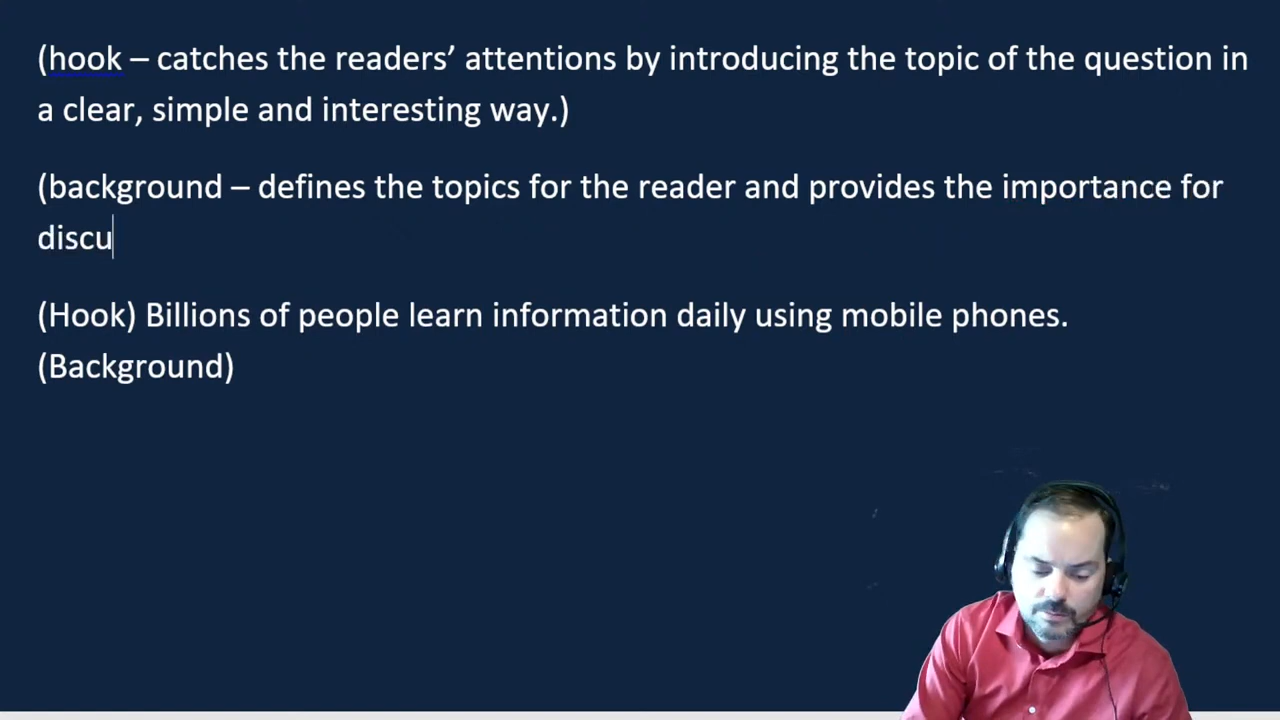 (hook – catches the readers’ attentions by introducing the topic of the question in
a clear, simple and interesting way.)
(background – defines the topics for the reader and provides the importance for
discu
(Hook) Billions of people learn information daily using mobile phones.
(Background)